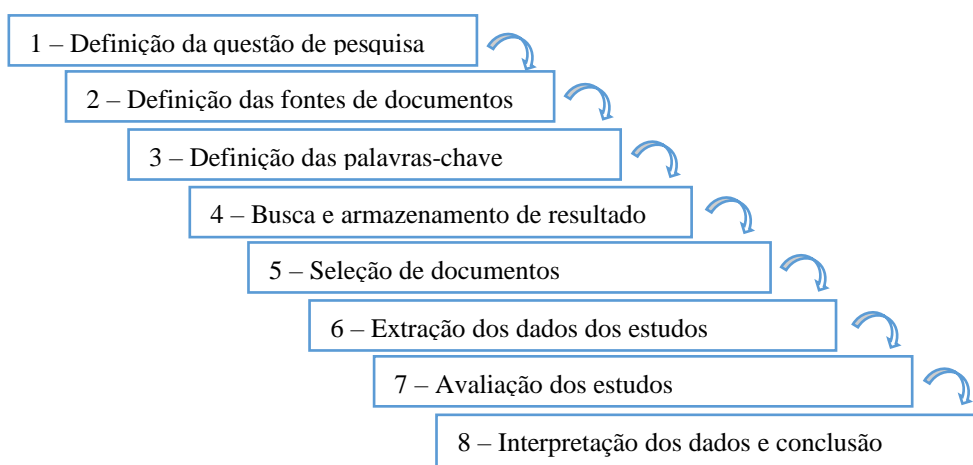 1 – Definição da questão de pesquisa
2 – Definição das fontes de documentos
3 – Definição das palavras-chave
4 – Busca e armazenamento de resultado
5 – Seleção de documentos
6 – Extração dos dados dos estudos
7 – Avaliação dos estudos
8 – Interpretação dos dados e conclusão